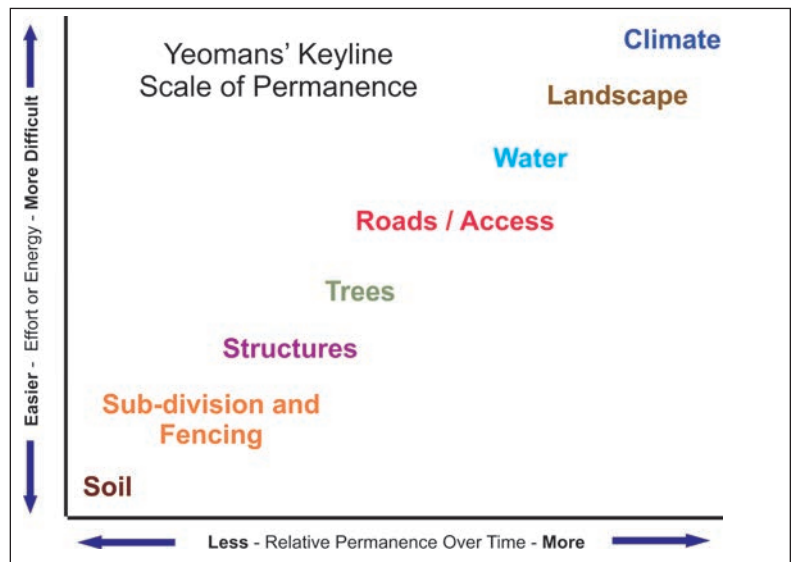 Yeomans' Keyline
Scale of Permanence
Climate
Landscape
Water
Roads / Access
Trees
Structures
Sub-division and
Fencing
Soil
Easier - Effort or Energy - More Difficult
Less - Relative Permanence Over Time - More